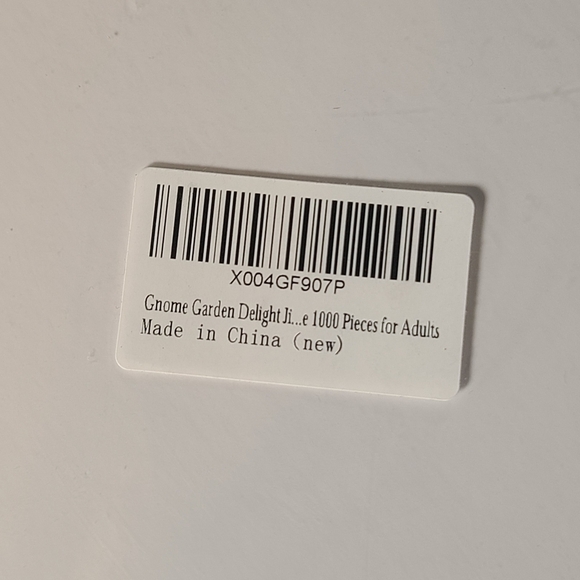 X004GF907P
Gnome Garden Delight Ji...e 1000 Pieces for Adults
Made in China (new)